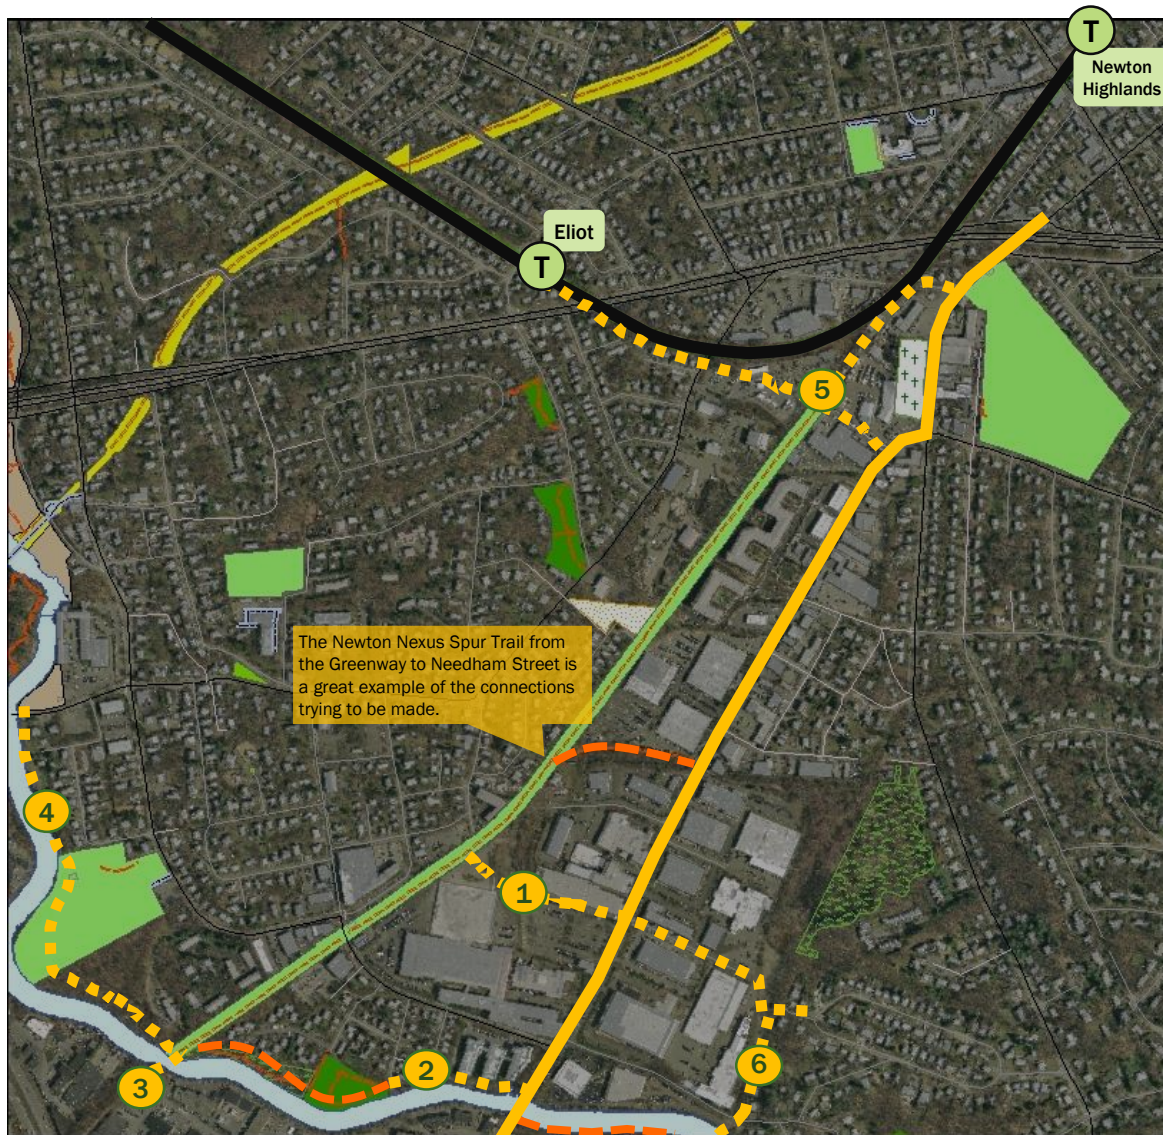 T
Newton
Highlands
Eliot
T
5
The Newton Nexus Spur Trail from
the Greenway to Needham Street is
a great example of the connections
trying to be made.
4
1
6
2
3